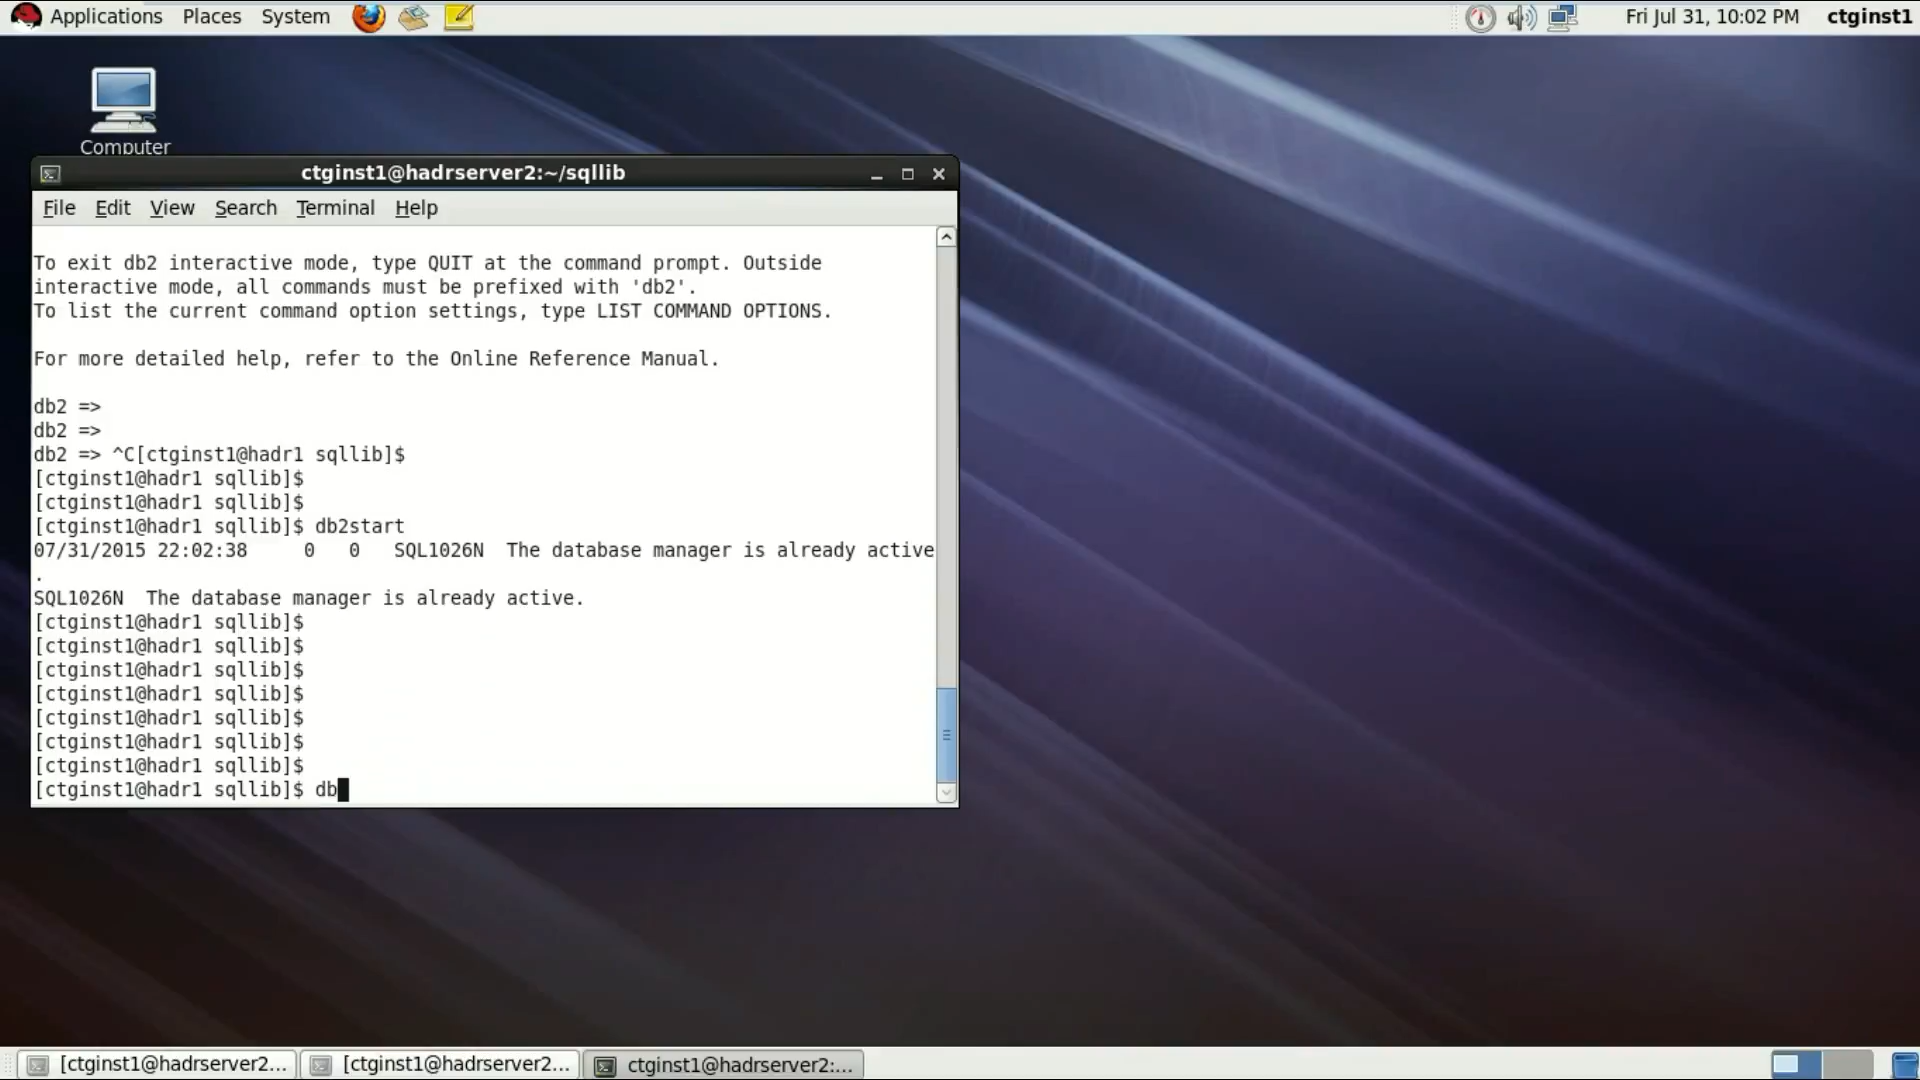 Applications Places System Fri Jul 31, 10:02 PM ctginst1
Computer
ctginst1@hadrserver2:~/sqllib
File Edit View Search Terminal Help
To exit db2 interactive mode, type QUIT at the command prompt. Outside
interactive mode, all commands must be prefixed with 'db2'.
To list the current command option settings, type LIST COMMAND OPTIONS.
For more detailed help, refer to the Online Reference Manual.
db2 =>
db2 =>
db2 => ^C[ctginst1@hadr1 sqllib]$
[ctginst1@hadr1 sqllib]$
[ctginst1@hadr1 sqllib]$
[ctginst1@hadr1 sqllib]$ db2start
07/31/2015 22:02:38     0   0   SQL1026N  The database manager is already active
.
SQL1026N  The database manager is already active.
[ctginst1@hadr1 sqllib]$
[ctginst1@hadr1 sqllib]$
[ctginst1@hadr1 sqllib]$
[ctginst1@hadr1 sqllib]$
[ctginst1@hadr1 sqllib]$
[ctginst1@hadr1 sqllib]$
[ctginst1@hadr1 sqllib]$
[ctginst1@hadr1 sqllib]$ db
[ctginst1@hadrserver2... [ctginst1@hadrserver2... ctginst1@hadrserver2:...